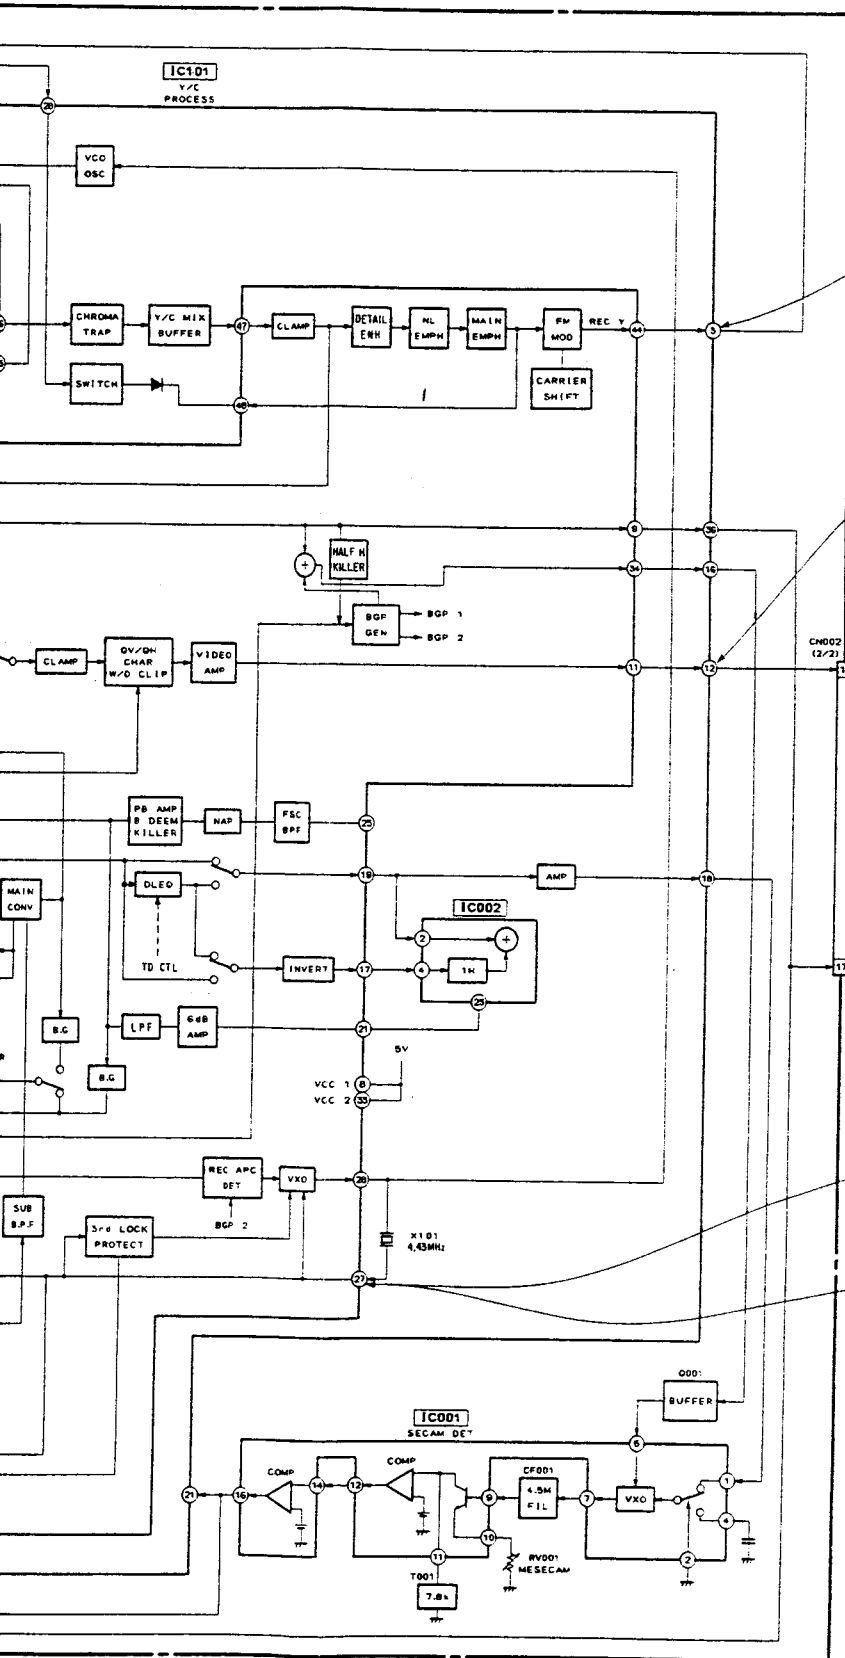 IC101
Y/C
PROCESS
28
VCO
OSC
CHROMA
TRAP
Y/C MIX
BUFFER
47
CLAMP
DETAIL
ENH
NL
EMPH
MAIN
EMPH
FM
MOD
REC Y
44
3
SWITCH
CARRIER
SHIFT
9
36
HALF H
KILLER
+
34
16
BGP
GEN
BGP 1
BGP 2
CN002
(2/2)
CLAMP
CHAR
W/D CLIP
VIDEO
AMP
11
12
PB AMP
B DEEM
KILLER
NAP
FSC
BPF
25
19
AMP
18
MAIN
CONV
DLED
IC002
2
+
TD CTL
INVERT
17
4
1H
17
23
B.G
LPF
6dB
AMP
21
5V
R
B.G
VCC 1
8
VCC 2
33
REC APC
DET
VXO
28
SUB
B.P.F
BGP 2
3rd LOCK
PROTECT
X101
4.43MHz
27
Q001
BUFFER
IC001
SECAM DET
6
COMP
COMP
CF001
1
21
16
14
12
9
4.5M
FIL
7
VXO
4
10
11
RV001
MESECAM
2
T001
7.8k